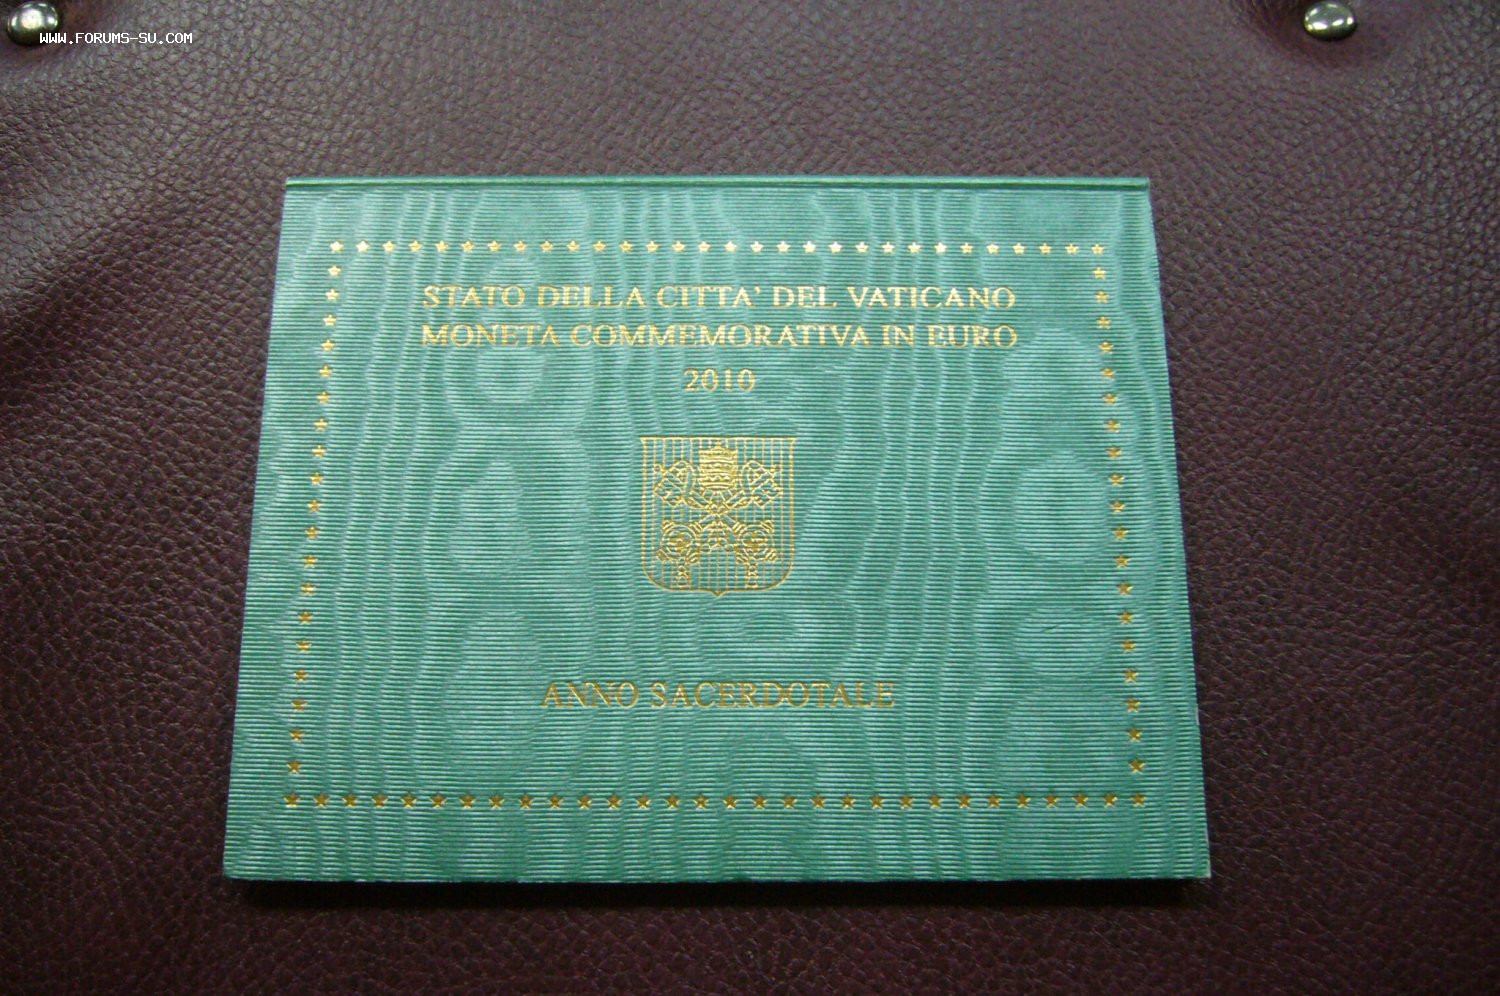 WWW.FORUMS-SU.COM
STATO DELLA CITTA' DEL VATICANO
MONETA COMMEMORATIVA IN EURO
2010
ANNO SACERDOTALE